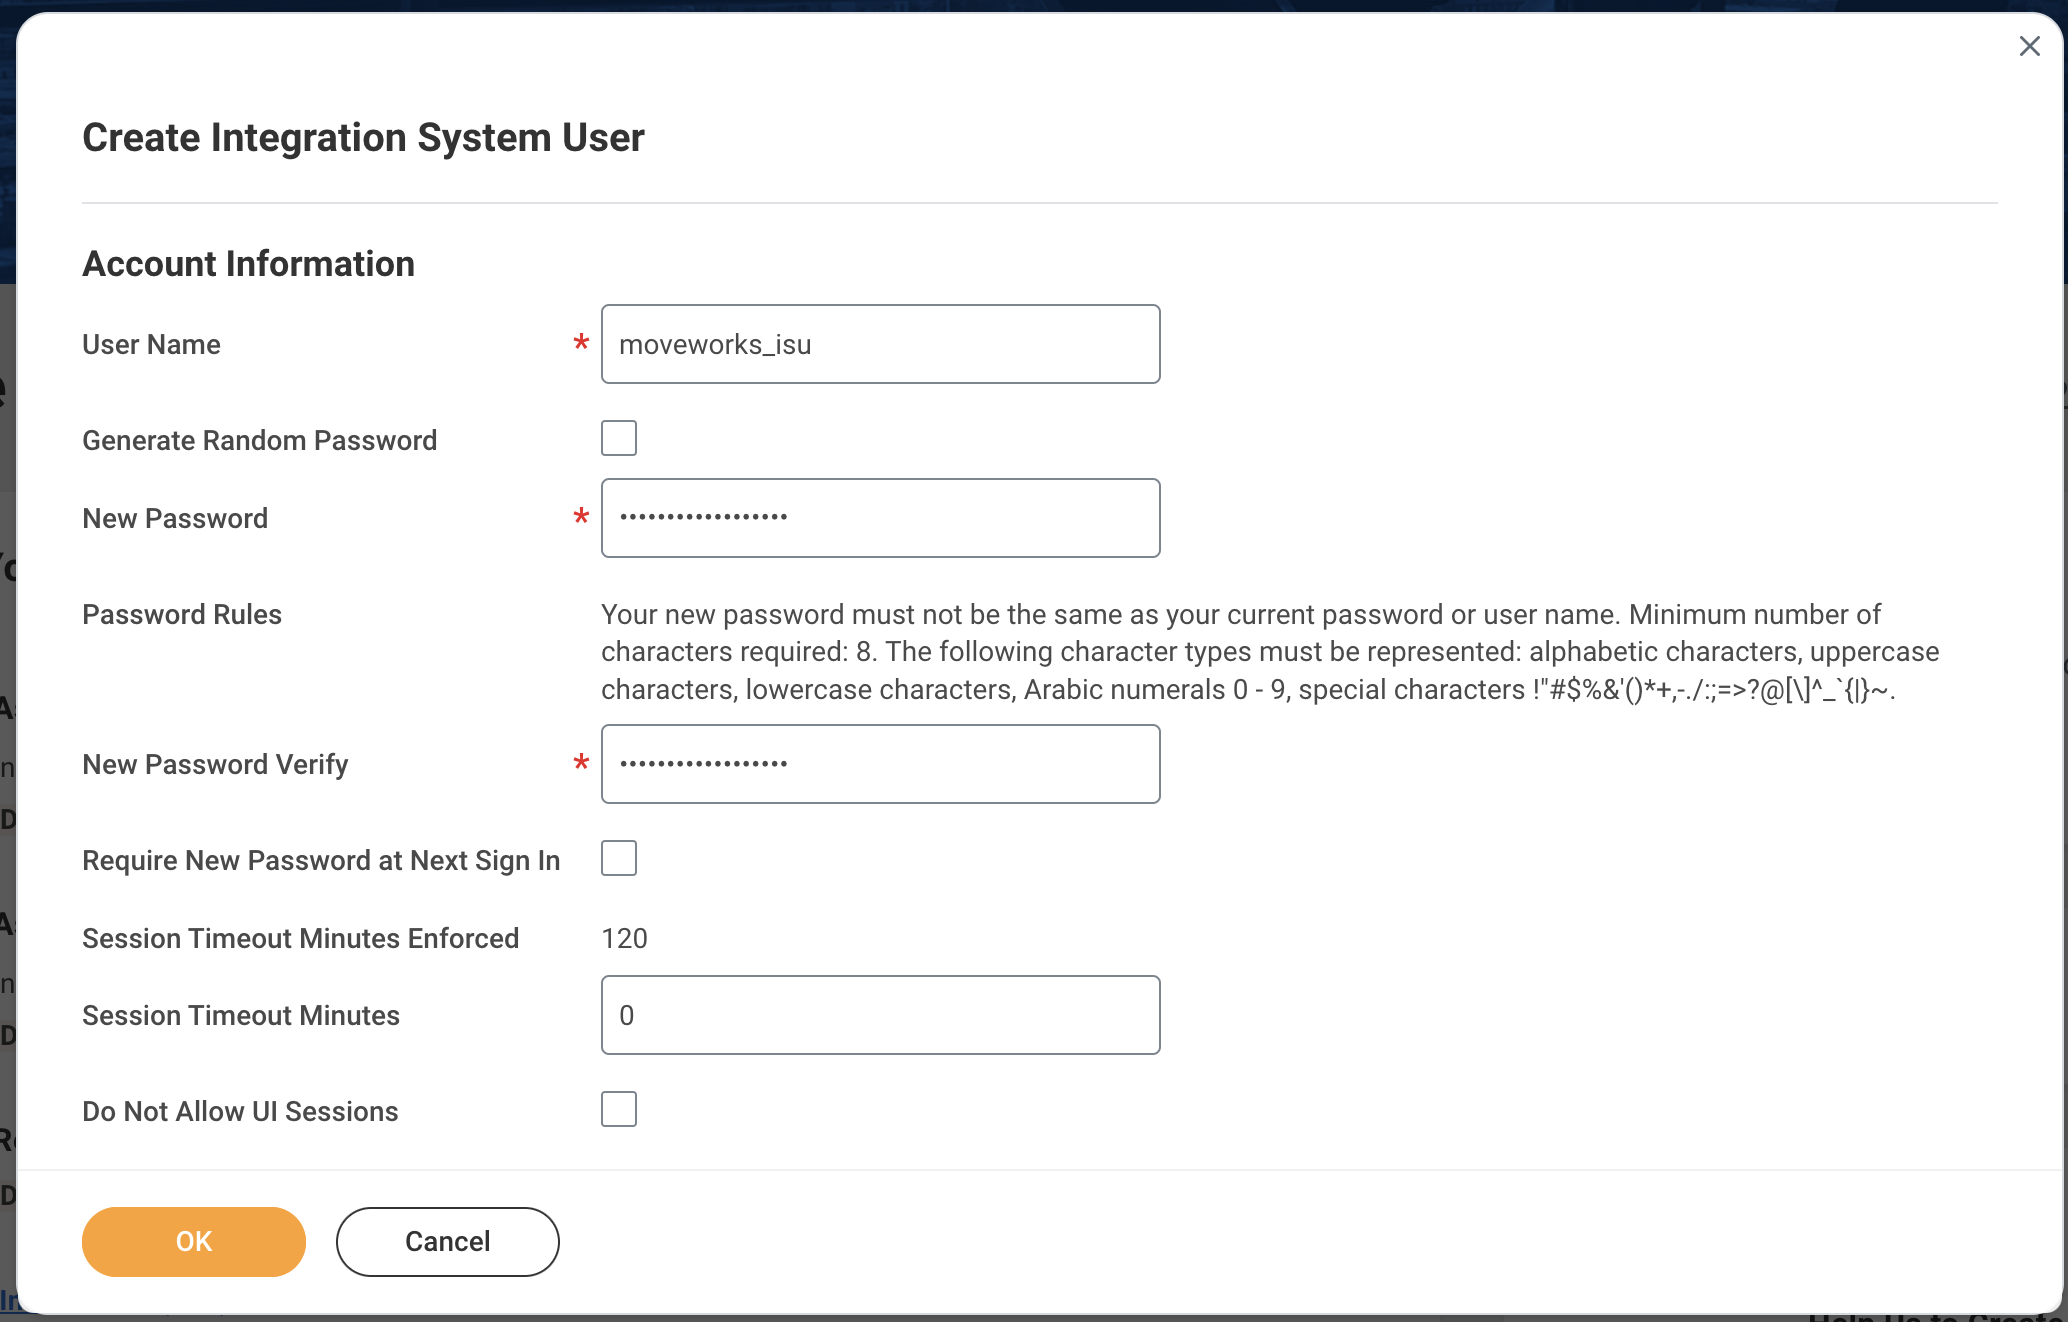 Create Integration System User
Account Information
User Name
*
moveworks_isu
Generate Random Password
New Password
*
••••••••••••••••••
Password Rules
Your new password must not be the same as your current password or user name. Minimum number of
characters required: 8. The following character types must be represented: alphabetic characters, uppercase
characters, lowercase characters, Arabic numerals 0 - 9, special characters !"#$%&'()*+,-./:;=>?@[\]^_`{|}~.
New Password Verify
*
••••••••••••••••••
Require New Password at Next Sign In
Session Timeout Minutes Enforced
120
Session Timeout Minutes
0
Do Not Allow UI Sessions
OK
Cancel